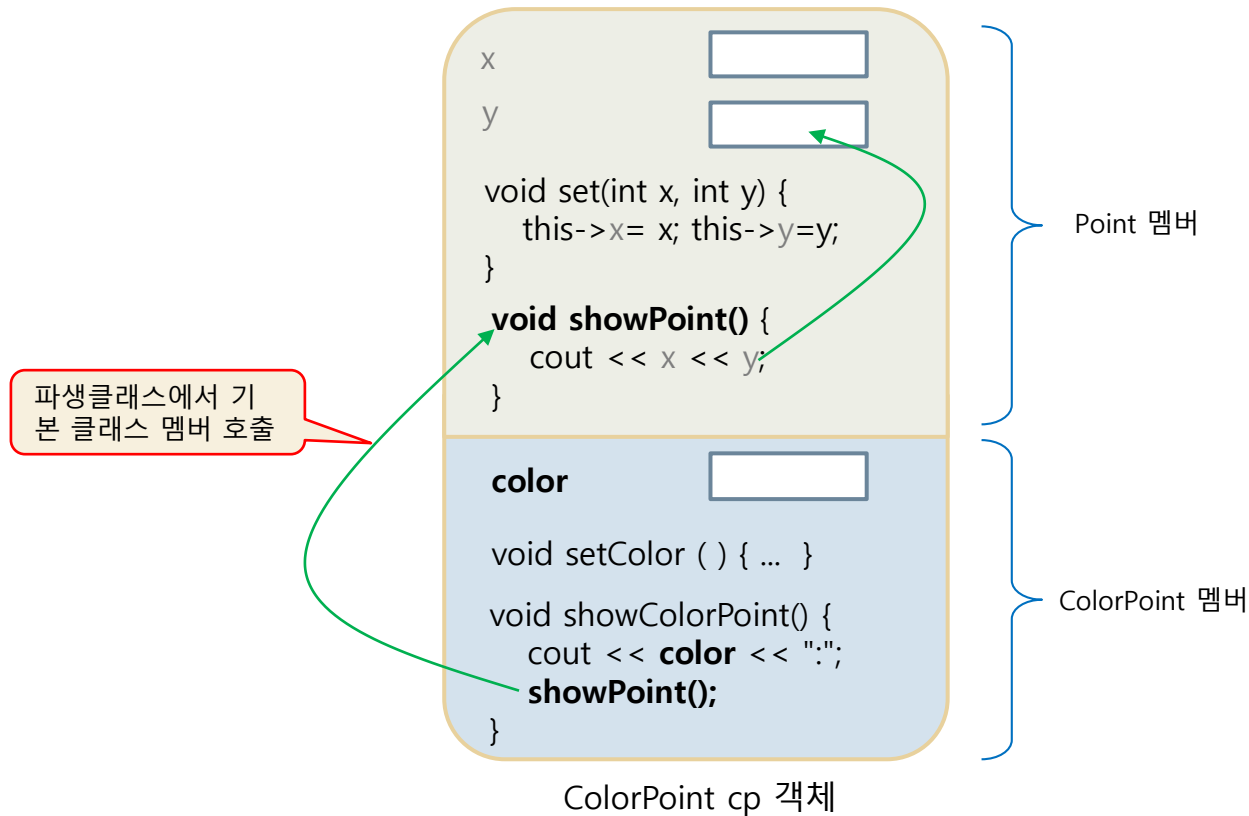 x
y
void set(int x, int y) {
this->x= x; this->y=y;
}
void showPoint() {
cout << x << y;
}
Point 멤버
파생클래스에서 기
본 클래스 멤버 호출
color
void setColor ( ) { ... }
void showColorPoint() {
cout << color << ":";
showPoint();
}
ColorPoint 멤버
ColorPoint cp 객체